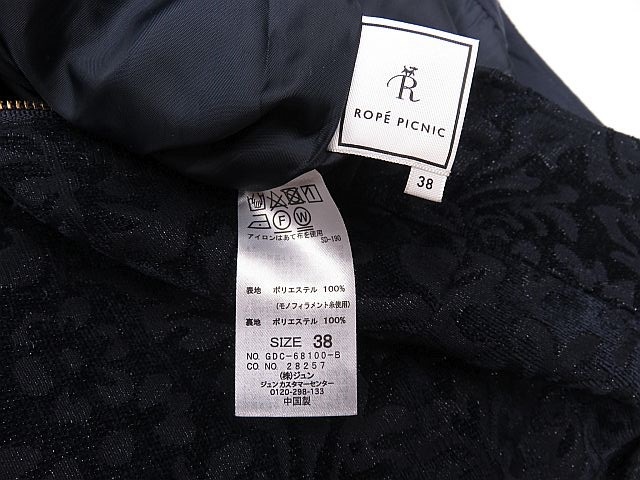 R
ROPÉ PICNIC
38
F W
アイロンはあて布を使用
SD-190
表地 ポリエステル 100%
(モノフィラメント糸使用)
裏地 ポリエステル 100%
SIZE 38
NO. GDC-68100-B
CO NO. 28257
(株)ジュン
ジュンカスタマーセンター
0120-298-133
中国製